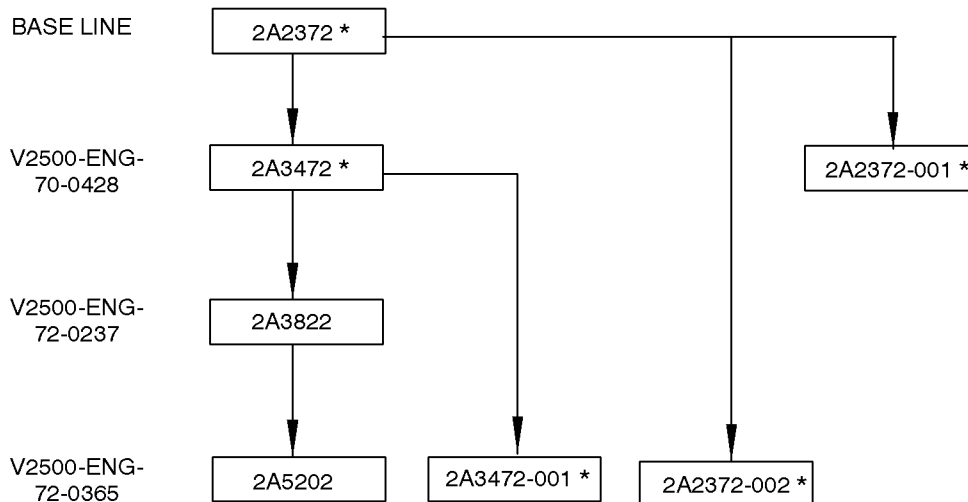 BASE LINE
2A2372 *
V2500-ENG-
70-0428
2A3472 *
2A2372-001 *
V2500-ENG-
72-0237
2A3822
V2500-ENG-
72-0365
2A5202
2A3472-001 *
2A2372-002 *